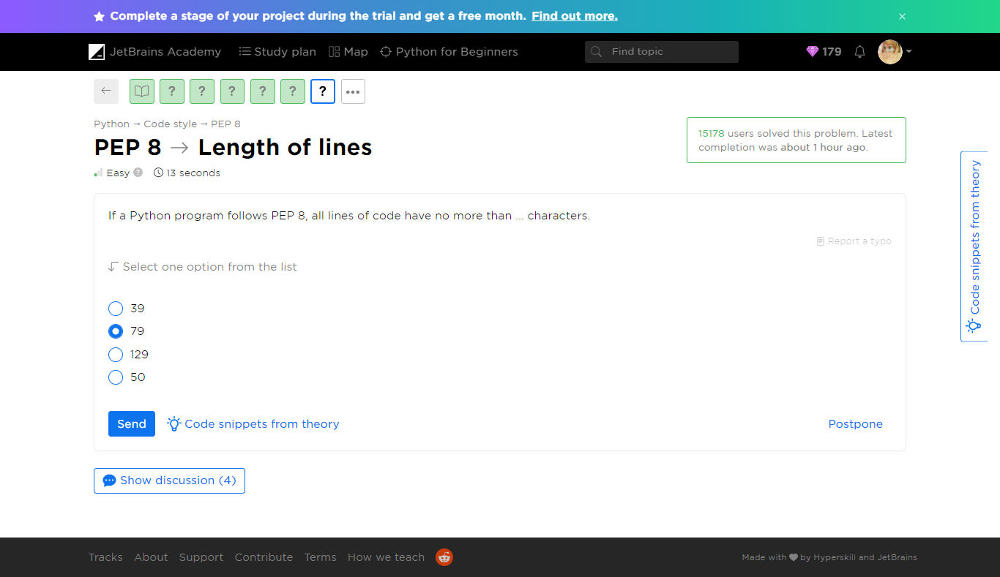 Complete a stage of your project during the trial and get a free month. Find out more.
JetBrains Academy Study plan Map Python for Beginners Find topic 179
? ? ? ? ? ?
Python → Code style → PEP 8
PEP 8 → Length of lines
15178 users solved this problem. Latest
completion was about 1 hour ago.
Easy ? 13 seconds
Code snippets from theory
If a Python program follows PEP 8, all lines of code have no more than ... characters.
Report a typo
Select one option from the list
39
79
129
50
Send Code snippets from theory Postpone
Show discussion (4)
Tracks About Support Contribute Terms How we teach Made with ♥ by Hyperskill and JetBrains